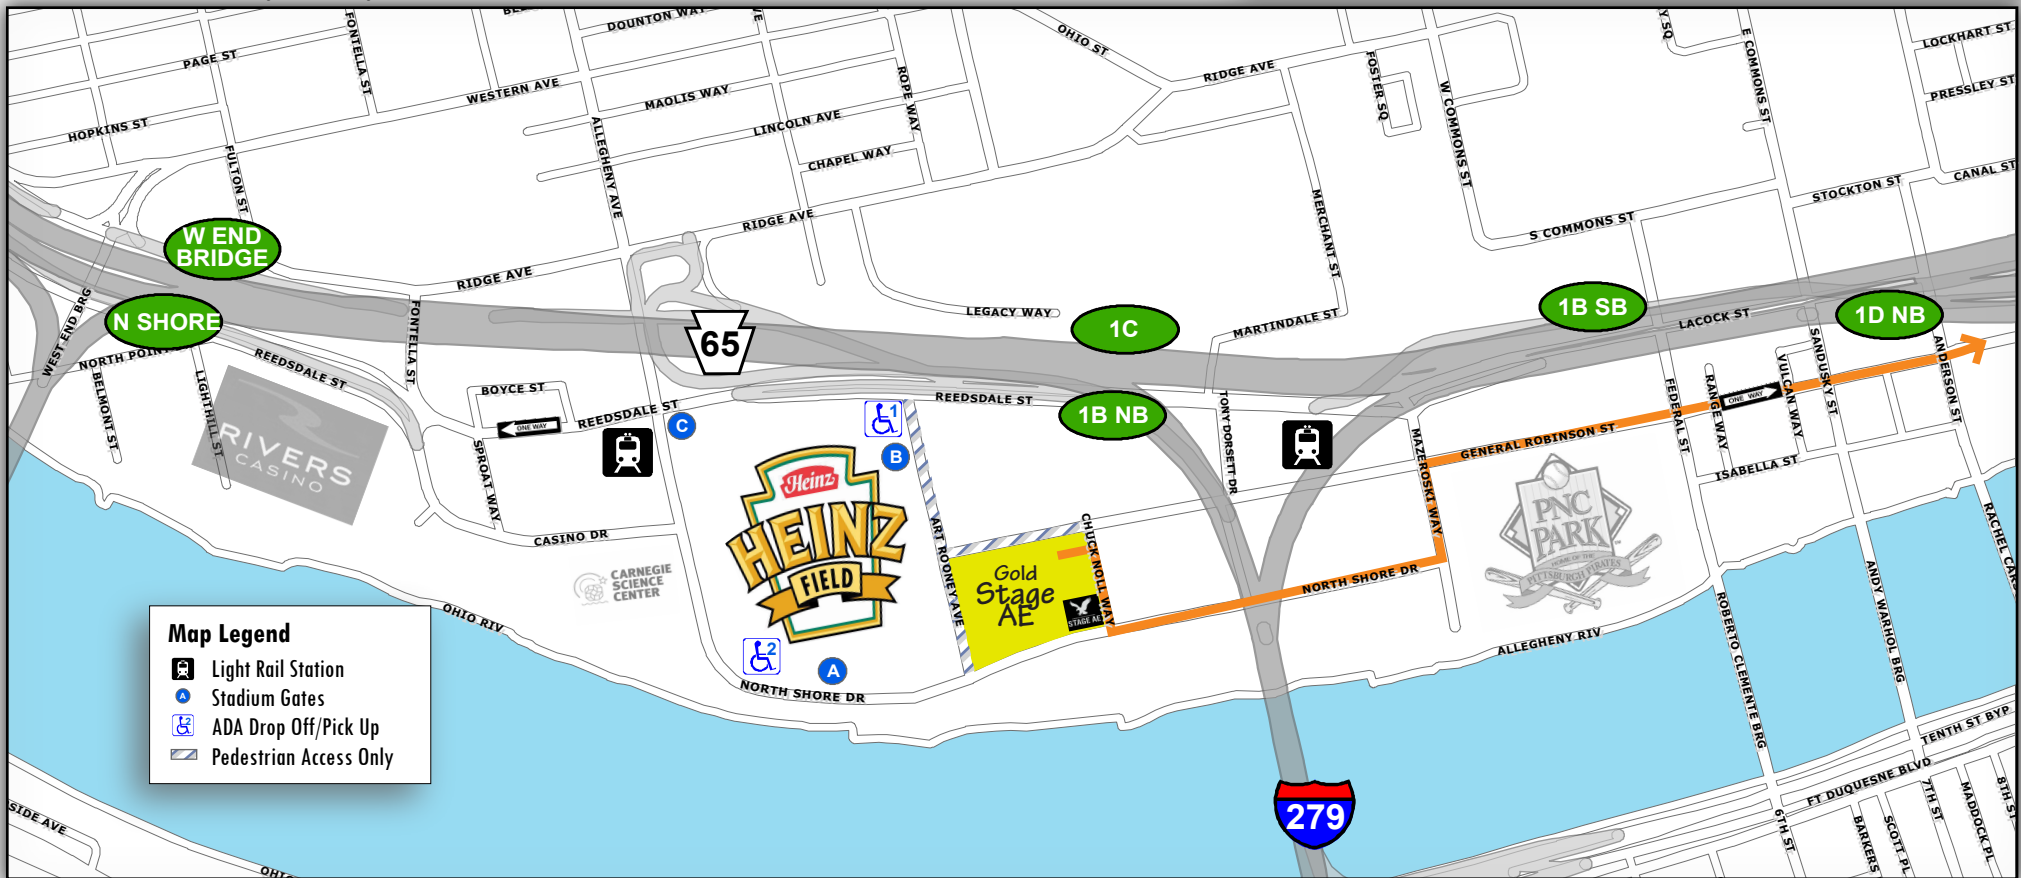 DOUNTON WAY
OHIO ST
E COMMONS ST
LOCKHART ST
PAGE ST
FONTELLA ST
WESTERN AVE
MAOLIS WAY
ROPE WAY
RIDGE AVE
FOSTER SQ
W COMMONS ST
PRESSLEY ST
HOPKINS ST
LINCOLN AVE
CHAPEL WAY
FULTON ST
ALLEGHENY AVE
MERCHANT ST
STOCKTON ST
CANAL ST
RIDGE AVE
S COMMONS ST
W END
BRIDGE
RIDGE AVE
WEST END BRG
N SHORE
FONTELLA ST
65
LEGACY WAY
1C
MARTINDALE ST
1B SB
LACOCK ST
1D NB
NORTH POIN
BELMONT ST
LIGHTHILL ST
REEDSDALE ST
BOYCE ST
ONE WAY
REEDSDALE ST
C
1
B
REEDSDALE ST
1B NB
TONY DORSETT DR
MAZEROSKI WAY
GENERAL ROBINSON ST
FEDERAL ST
RANGE WAY
ONE WAY
VULCAN WAY
SANDUSKY ST
ANDERSON ST
ISABELLA ST
RIVERS
CASINO
SPROAT WAY
CASINO DR
CARNEGIE
SCIENCE
CENTER
Heinz
HEINZ
FIELD
ART ROONEY AVE
Gold
Stage
AE
STAGE AE
CHUCK NOLL WAY
NORTH SHORE DR
PNC
PARK
HOME OF THE
PITTSBURGH PIRATES
RACHEL CAR
ANDY WARHOL BRG
ROBERTO CLEMENTE BRG
ALLEGHENY RIV
OHIO RIV
2
A
NORTH SHORE DR
Map Legend
Light Rail Station
A Stadium Gates
2 ADA Drop Off/Pick Up
Pedestrian Access Only
279
TENTH ST BYP
FT DUQUESNE BLVD
6TH ST
7TH ST
MADDOCK PL
8TH ST
BARKERS
SCOTT PL
SIDE AVE